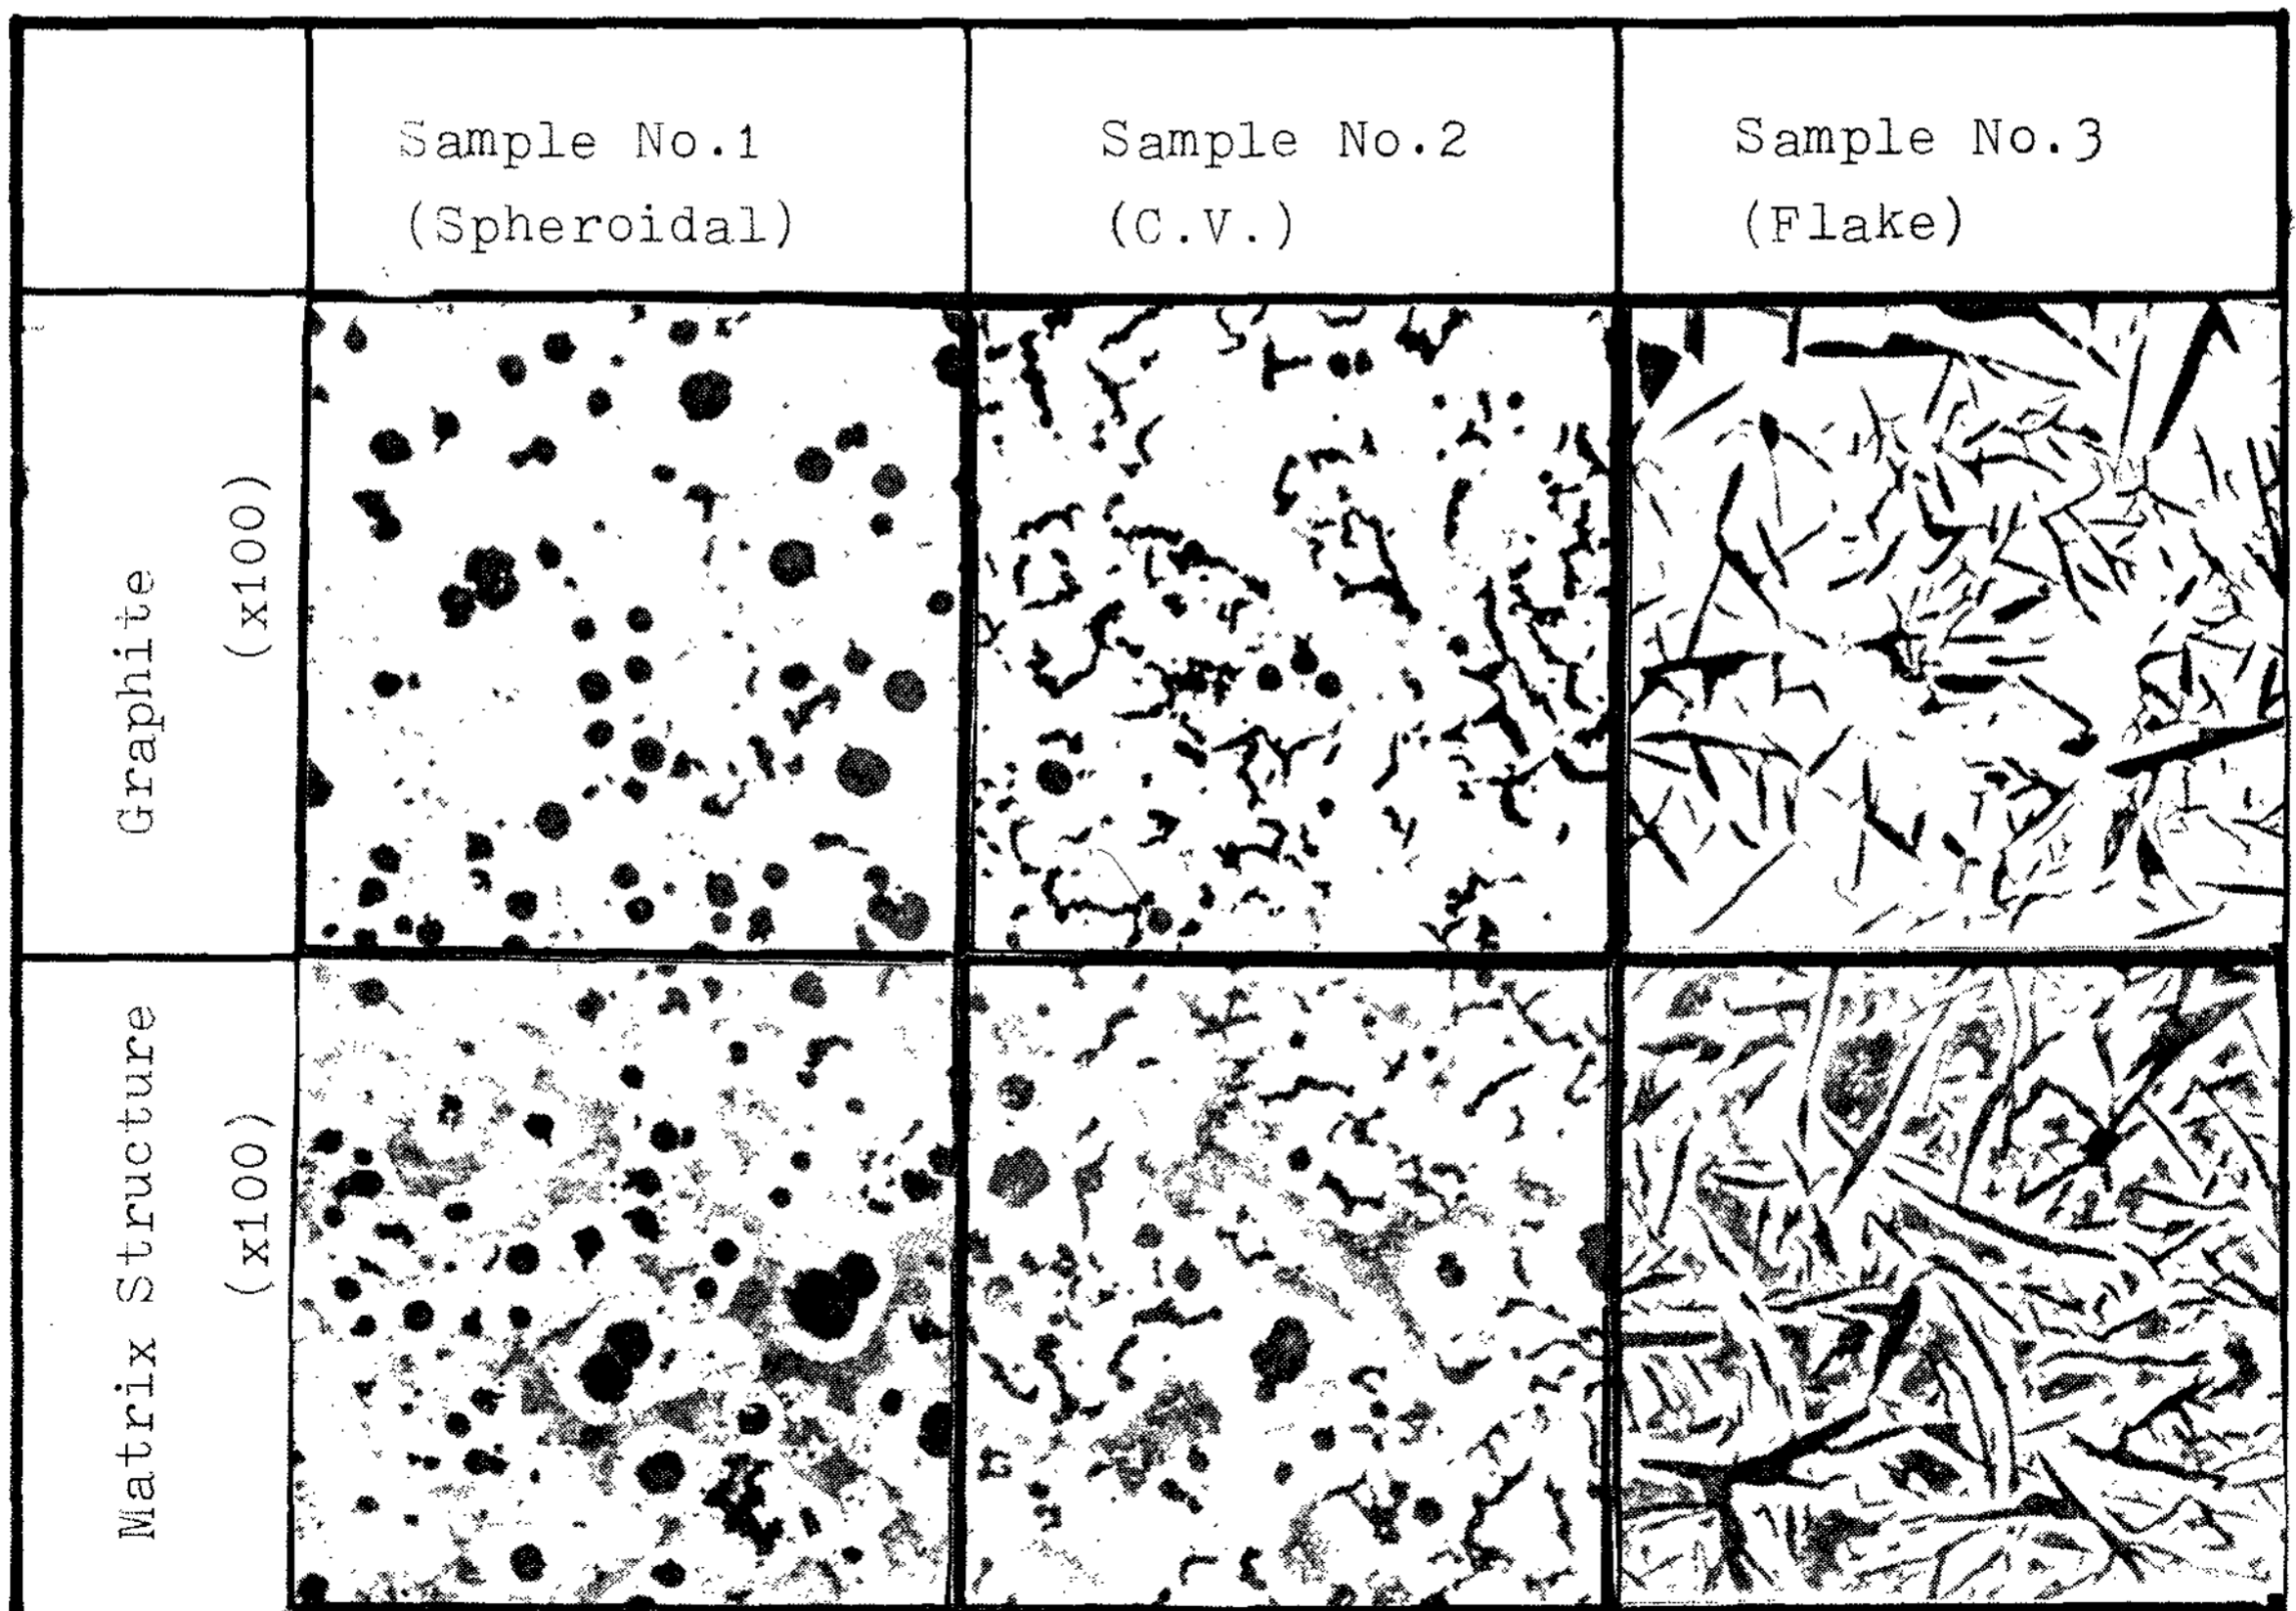 Sample No.1
(Spheroidal)
Sample No.2
(C.V.)
Sample No.3
(Flake)
Graphite
(x100)
Matrix Structure
(x100)